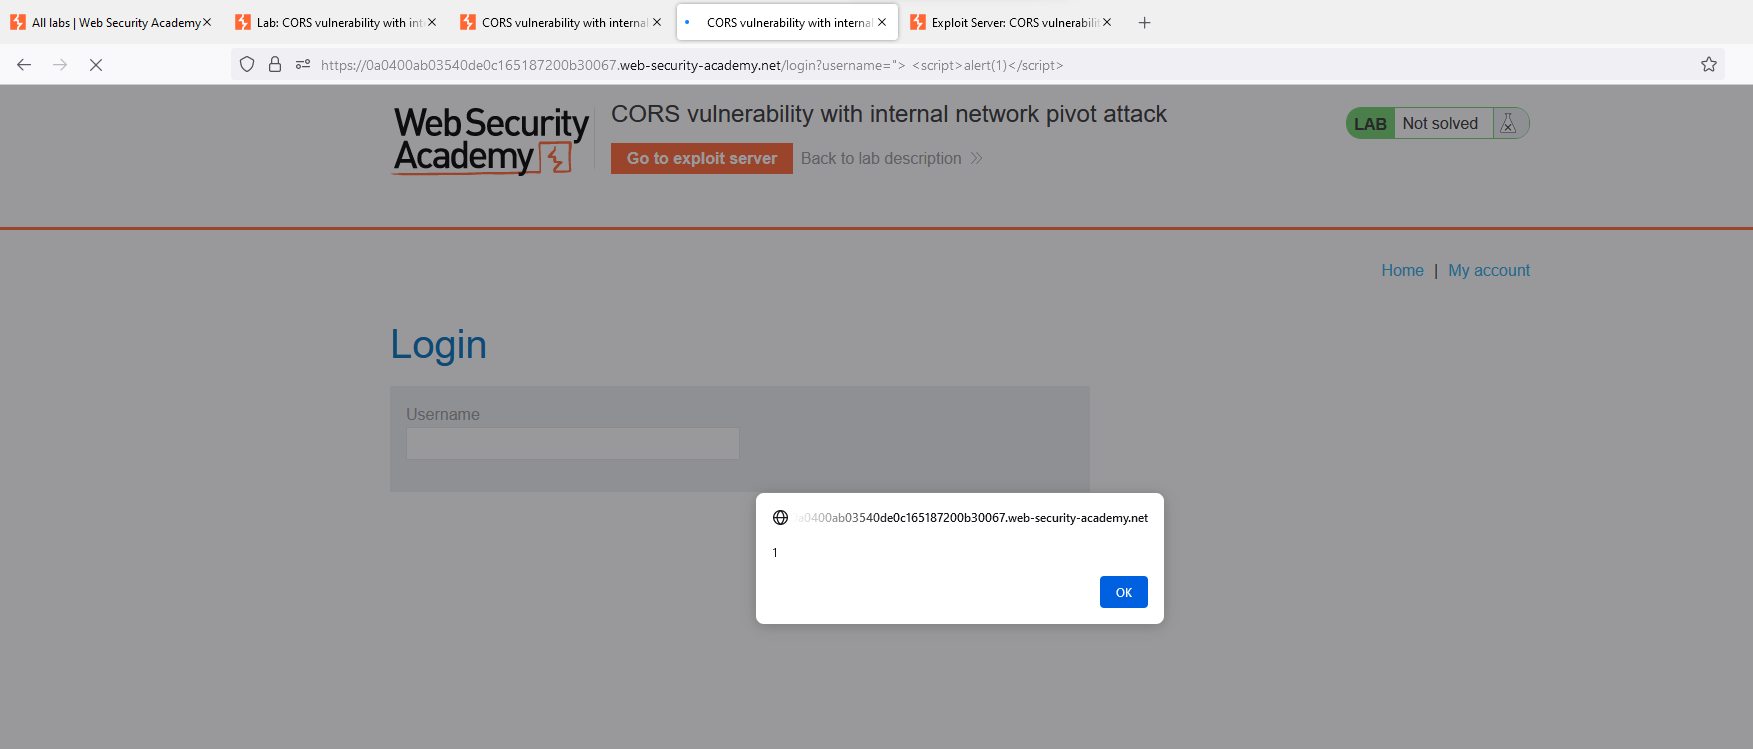 All labs | Web Security Academy
Lab: CORS vulnerability with int
CORS vulnerability with internal
CORS vulnerability with internal
Exploit Server: CORS vulnerabilit
https://0a0400ab03540de0c165187200b30067.web-security-academy.net/login?username="> <script>alert(1)</script>
Web Security
Academy
CORS vulnerability with internal network pivot attack
Go to exploit server
Back to lab description
LAB
Not solved
Home | My account
Login
Username
a0400ab03540de0c165187200b30067.web-security-academy.net
1
OK